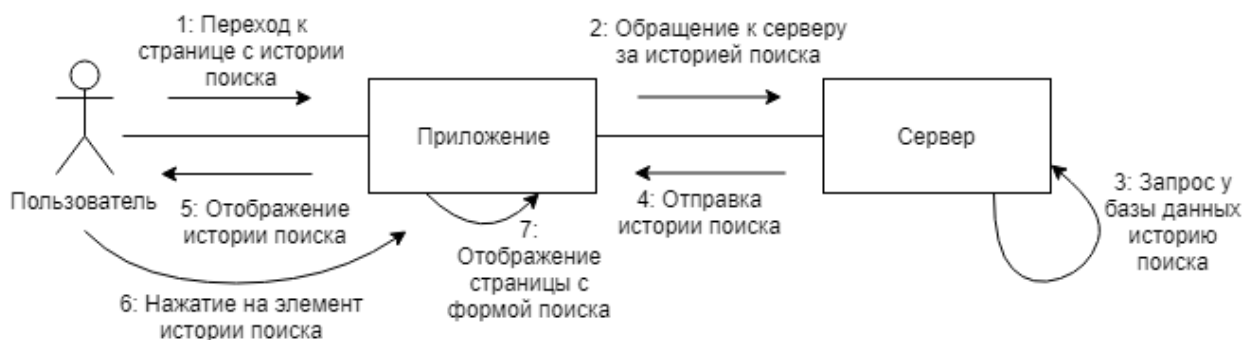 1: Переход к
странице с истории
поиска
2: Обращение к серверу
за историей поиска
Приложение
Сервер
Пользователь
5: Отображение
истории поиска
4: Отправка
истории поиска
3: Запрос у
базы данных
историю
поиска
7:
Отображение
страницы с
формой поиска
6: Нажатие на элемент
истории поиска